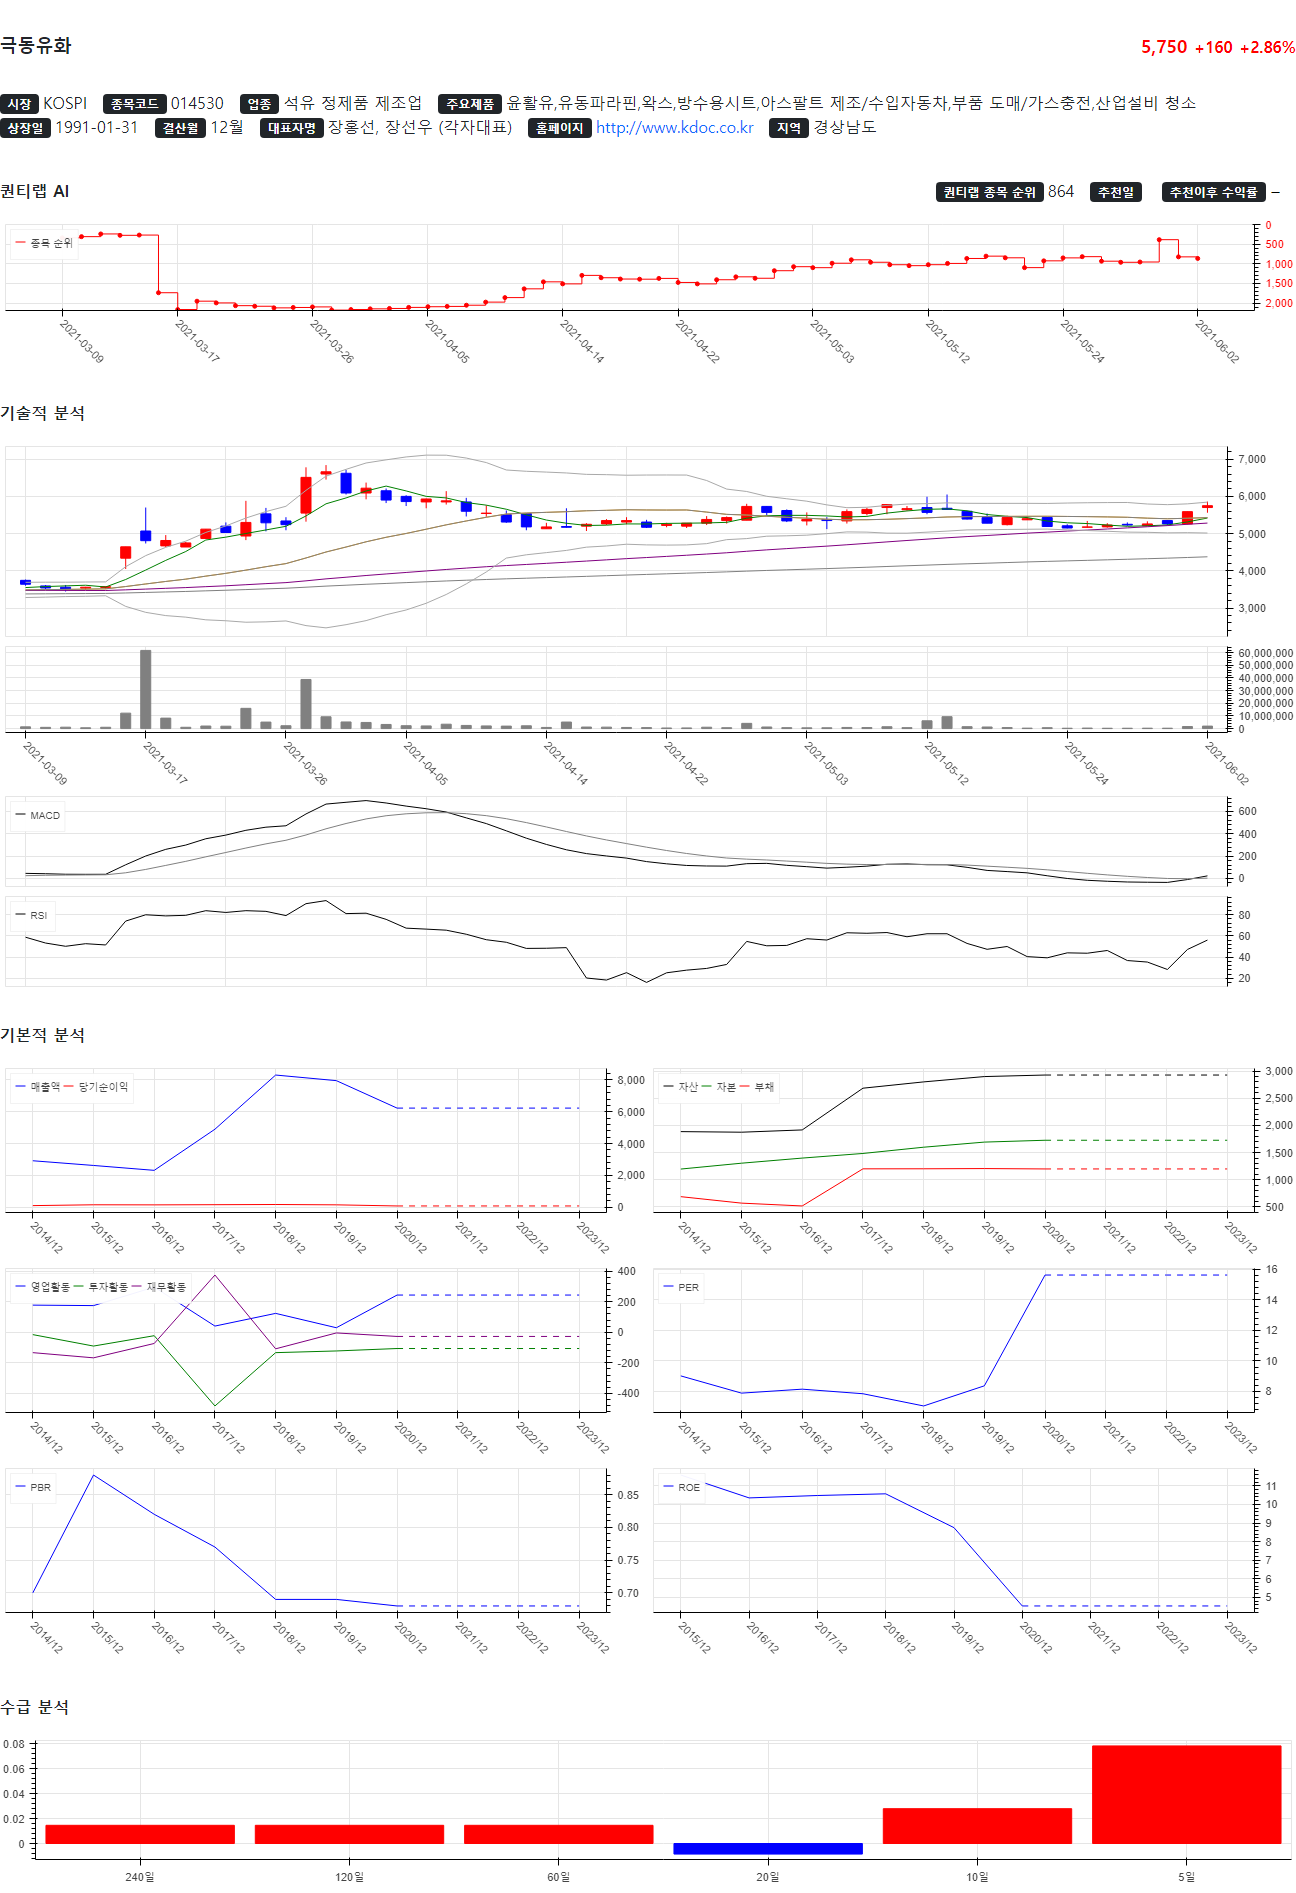 극동유화
5,750 +160 +2.86%
시장 KOSPI 종목코드 014530 업종 석유 정제품 제조업 주요제품 윤활유,유동파라핀,왁스,방수용시트,아스팔트 제조/수입자동차,부품 도매/가스충전,산업설비 청소
상장일 1991-01-31 결산월 12월 대표자명 장홍선, 장선우 (각자대표) 홈페이지 http://www.kdoc.co.kr 지역 경상남도
퀀티랩 AI
퀀티랩 종목 순위 864 추천일 추천이후 수익률 –
종목 순위
0
500
1,000
1,500
2,000
2021-03-09 2021-03-17 2021-03-26 2021-04-05 2021-04-14 2021-04-22 2021-05-03 2021-05-12 2021-05-24 2021-06-02
기술적 분석
7,000
6,000
5,000
4,000
3,000
60,000,000
50,000,000
40,000,000
30,000,000
20,000,000
10,000,000
0
2021-03-09 2021-03-17 2021-03-26 2021-04-05 2021-04-14 2021-04-22 2021-05-03 2021-05-12 2021-05-24 2021-06-02
MACD
600
400
200
0
RSI
80
60
40
20
기본적 분석
매출액 당기순이익
8,000
6,000
4,000
2,000
0
2014/12 2015/12 2016/12 2017/12 2018/12 2019/12 2020/12 2021/12 2022/12 2023/12
자산 자본 부채
3,000
2,500
2,000
1,500
1,000
500
2014/12 2015/12 2016/12 2017/12 2018/12 2019/12 2020/12 2021/12 2022/12 2023/12
영업활동 투자활동 재무활동
400
200
0
-200
-400
2014/12 2015/12 2016/12 2017/12 2018/12 2019/12 2020/12 2021/12 2022/12 2023/12
PER
16
14
12
10
8
2014/12 2015/12 2016/12 2017/12 2018/12 2019/12 2020/12 2021/12 2022/12 2023/12
PBR
0.85
0.80
0.75
0.70
2014/12 2015/12 2016/12 2017/12 2018/12 2019/12 2020/12 2021/12 2022/12 2023/12
ROE
11
10
9
8
7
6
5
2015/12 2016/12 2017/12 2018/12 2019/12 2020/12 2021/12 2022/12 2023/12
수급 분석
0.08
0.06
0.04
0.02
0
240일 120일 60일 20일 10일 5일